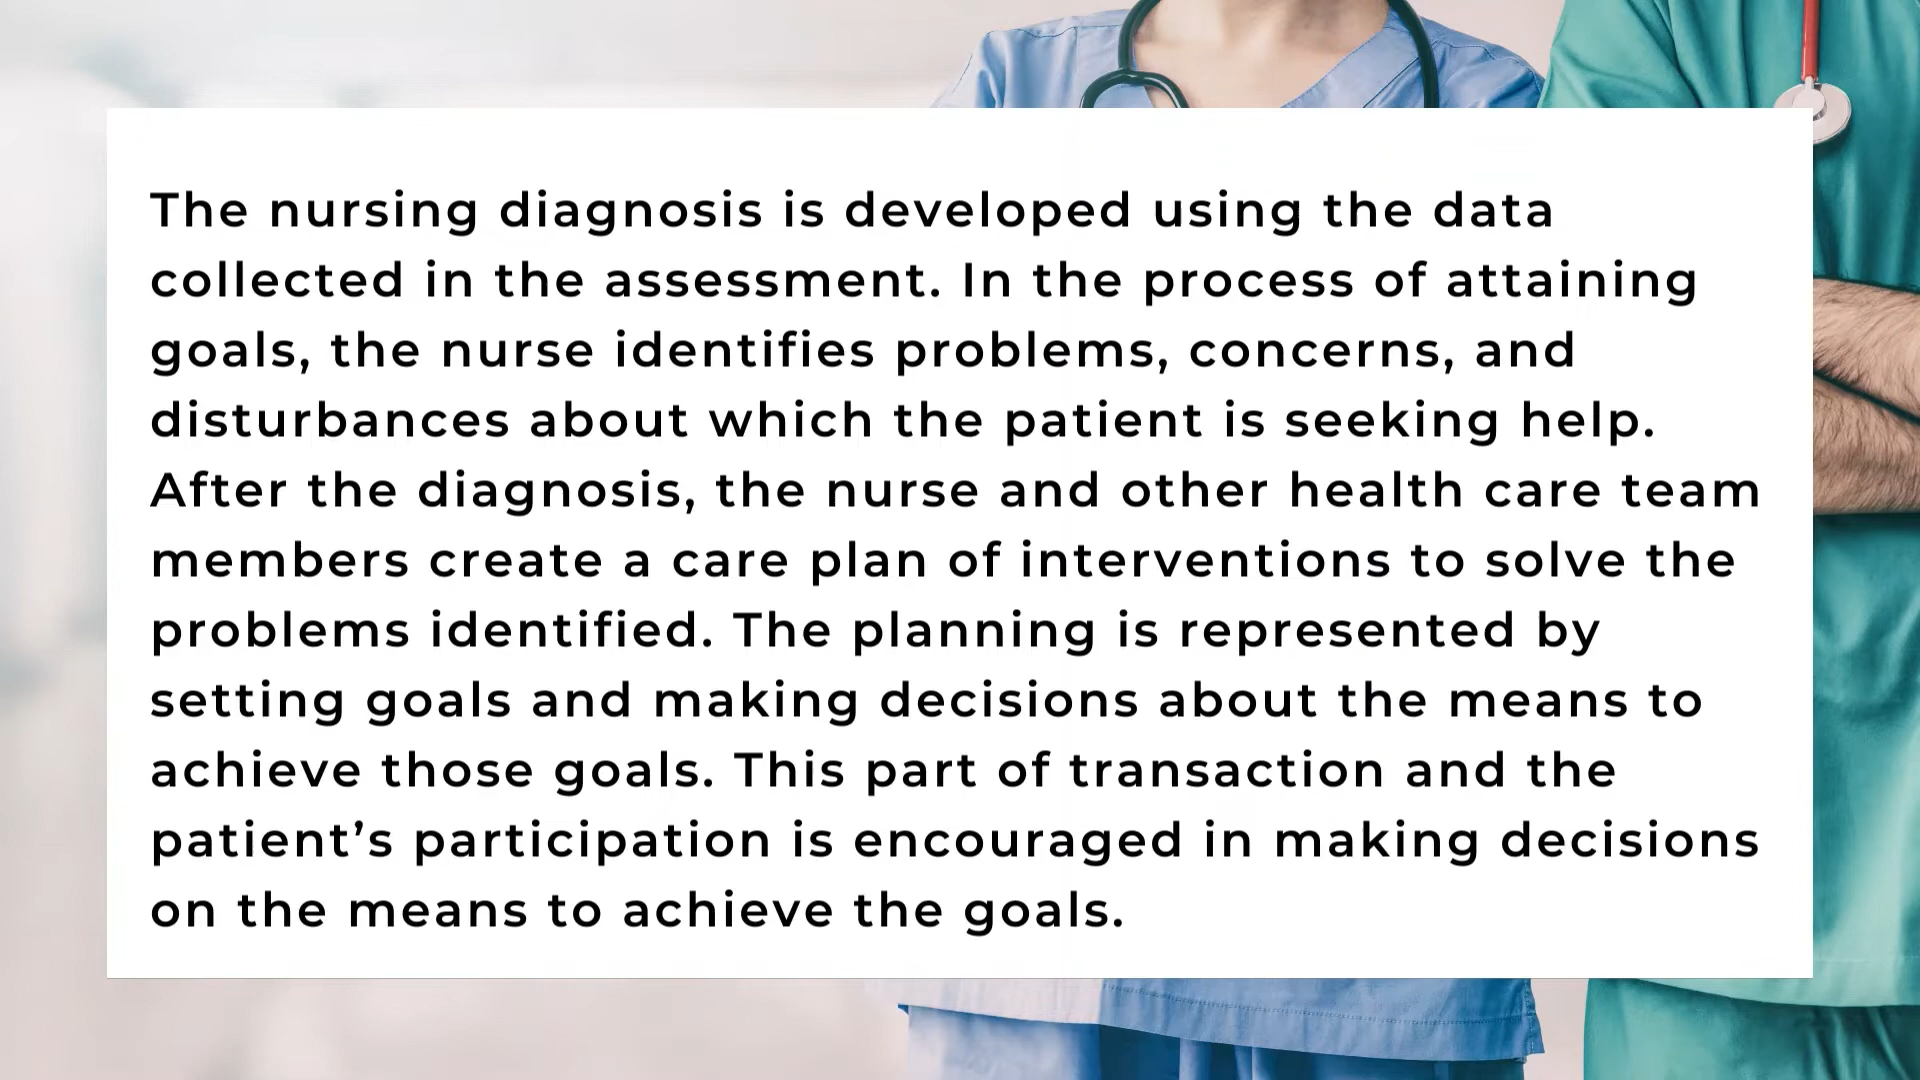 The nursing diagnosis is developed using the data
collected in the assessment. In the process of attaining
goals, the nurse identifies problems, concerns, and
disturbances about which the patient is seeking help.
After the diagnosis, the nurse and other health care team
members create a care plan of interventions to solve the
problems identified. The planning is represented by
setting goals and making decisions about the means to
achieve those goals. This part of transaction and the
patient’s participation is encouraged in making decisions
on the means to achieve the goals.